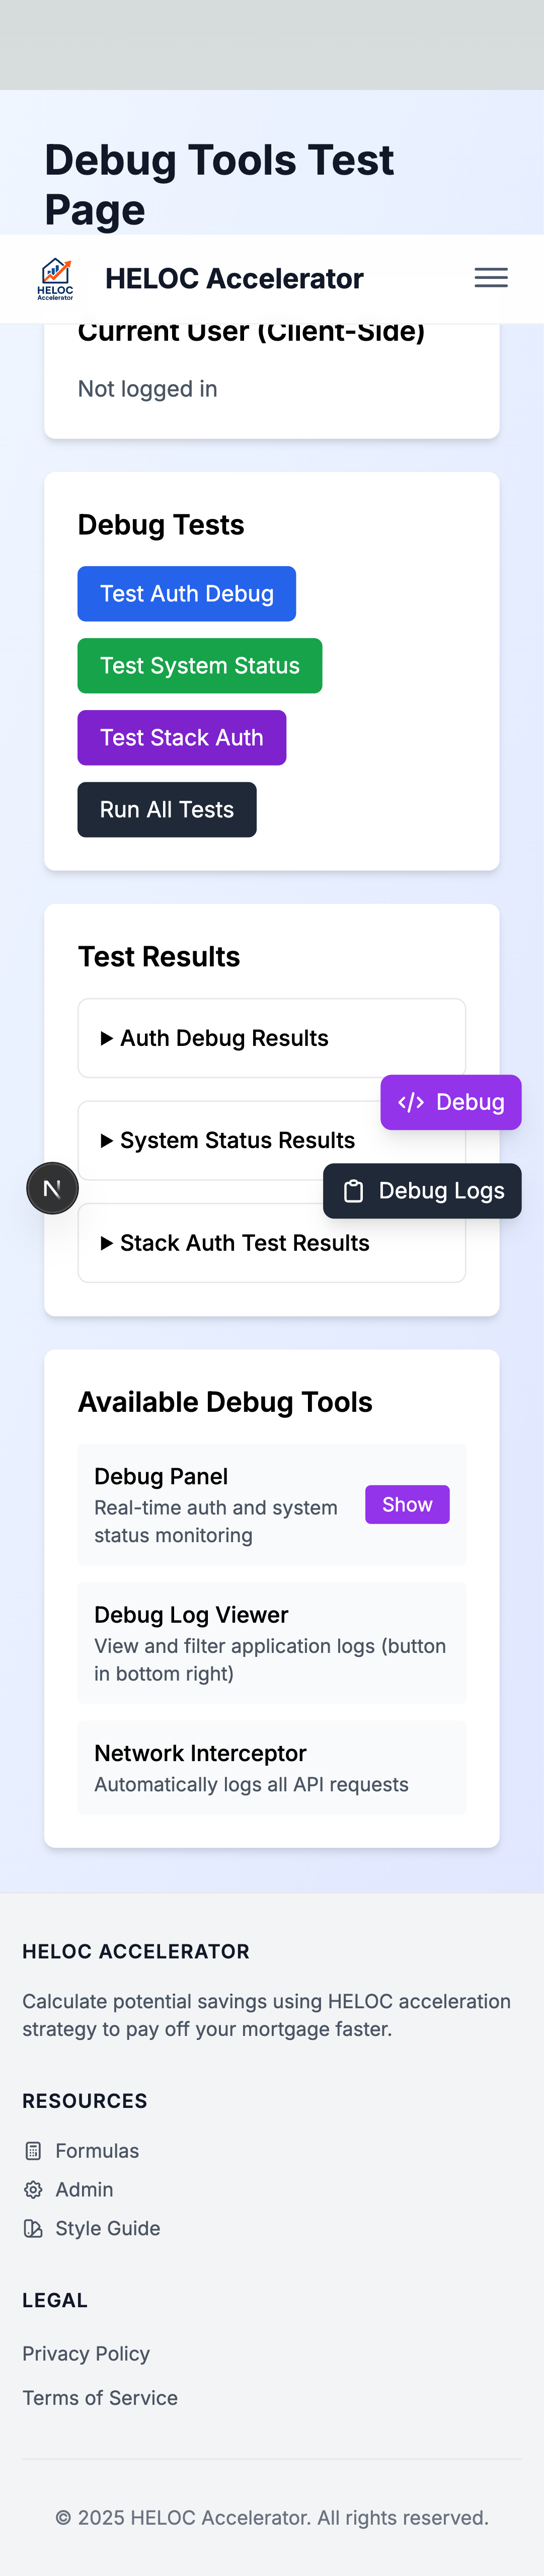 Debug Tools Test
Page
HELOC
Accelerator
HELOC Accelerator
Current User (Client-Side)
Not logged in
Debug Tests
Test Auth Debug
Test System Status
Test Stack Auth
Run All Tests
Test Results
Auth Debug Results
</> Debug
System Status Results
N
Debug Logs
Stack Auth Test Results
Available Debug Tools
Debug Panel
Real-time auth and system
status monitoring
Show
Debug Log Viewer
View and filter application logs (button
in bottom right)
Network Interceptor
Automatically logs all API requests
HELOC ACCELERATOR
Calculate potential savings using HELOC acceleration
strategy to pay off your mortgage faster.
RESOURCES
Formulas
Admin
Style Guide
LEGAL
Privacy Policy
Terms of Service
© 2025 HELOC Accelerator. All rights reserved.